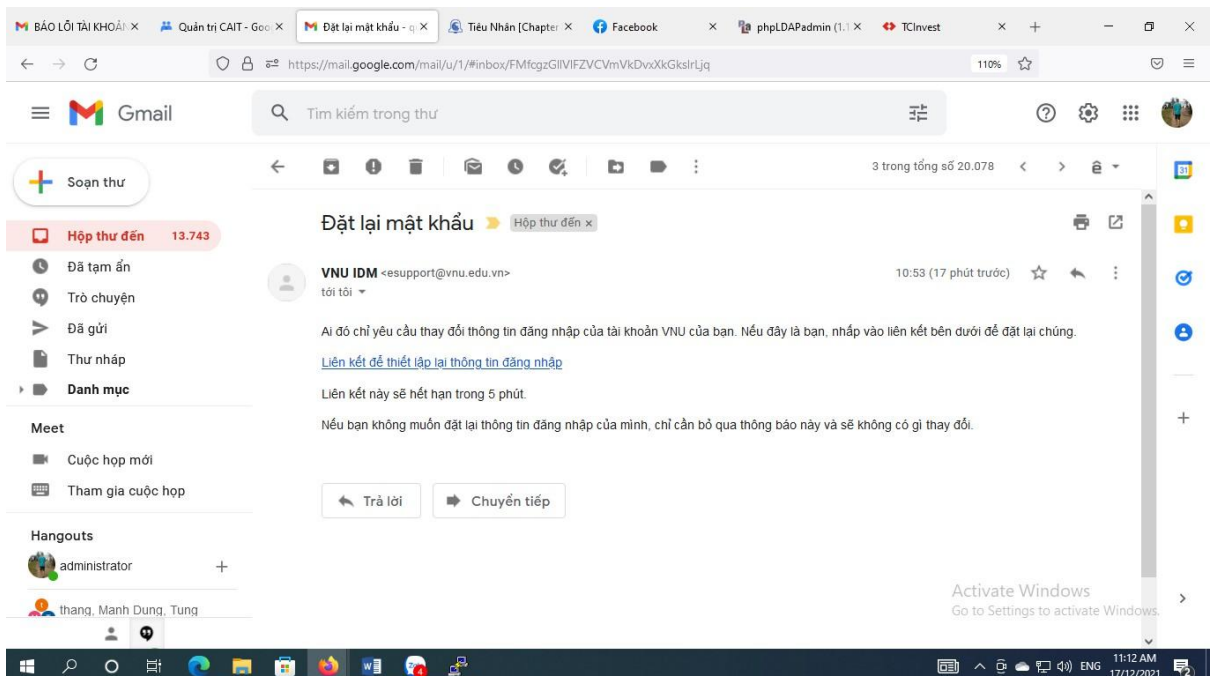 BÁO LỖI TÀI KHOẢN
Quản trị CAIT - Goo
Đặt lại mật khẩu - q
Tiêu Nhân [Chapter
Facebook
phpLDAPadmin (1.1
TCInvest
https://mail.google.com/mail/u/1/#inbox/FMfcgzGllVlFZVCVmVkDvxXkGkslrLjq
110%
Gmail
Tìm kiếm trong thư
Soạn thư
3 trong tổng số 20.078
Hộp thư đến 13.743
Đã tạm ẩn
Trò chuyện
Đã gửi
Thư nháp
Danh mục
Meet
Cuộc họp mới
Tham gia cuộc họp
Hangouts
administrator
thang, Manh Dung, Tung
Đặt lại mật khẩu
Hộp thư đến x
VNU IDM <esupport@vnu.edu.vn>
10:53 (17 phút trước)
tới tôi
Ai đó chỉ yêu cầu thay đổi thông tin đăng nhập của tài khoản VNU của bạn. Nếu đây là bạn, nhấp vào liên kết bên dưới để đặt lại chúng.
Liên kết để thiết lập lại thông tin đăng nhập
Liên kết này sẽ hết hạn trong 5 phút.
Nếu bạn không muốn đặt lại thông tin đăng nhập của mình, chỉ cần bỏ qua thông báo này và sẽ không có gì thay đổi.
Trả lời
Chuyển tiếp
31
Activate Windows
Go to Settings to activate Windows.
ENG
11:12 AM
17/12/2021